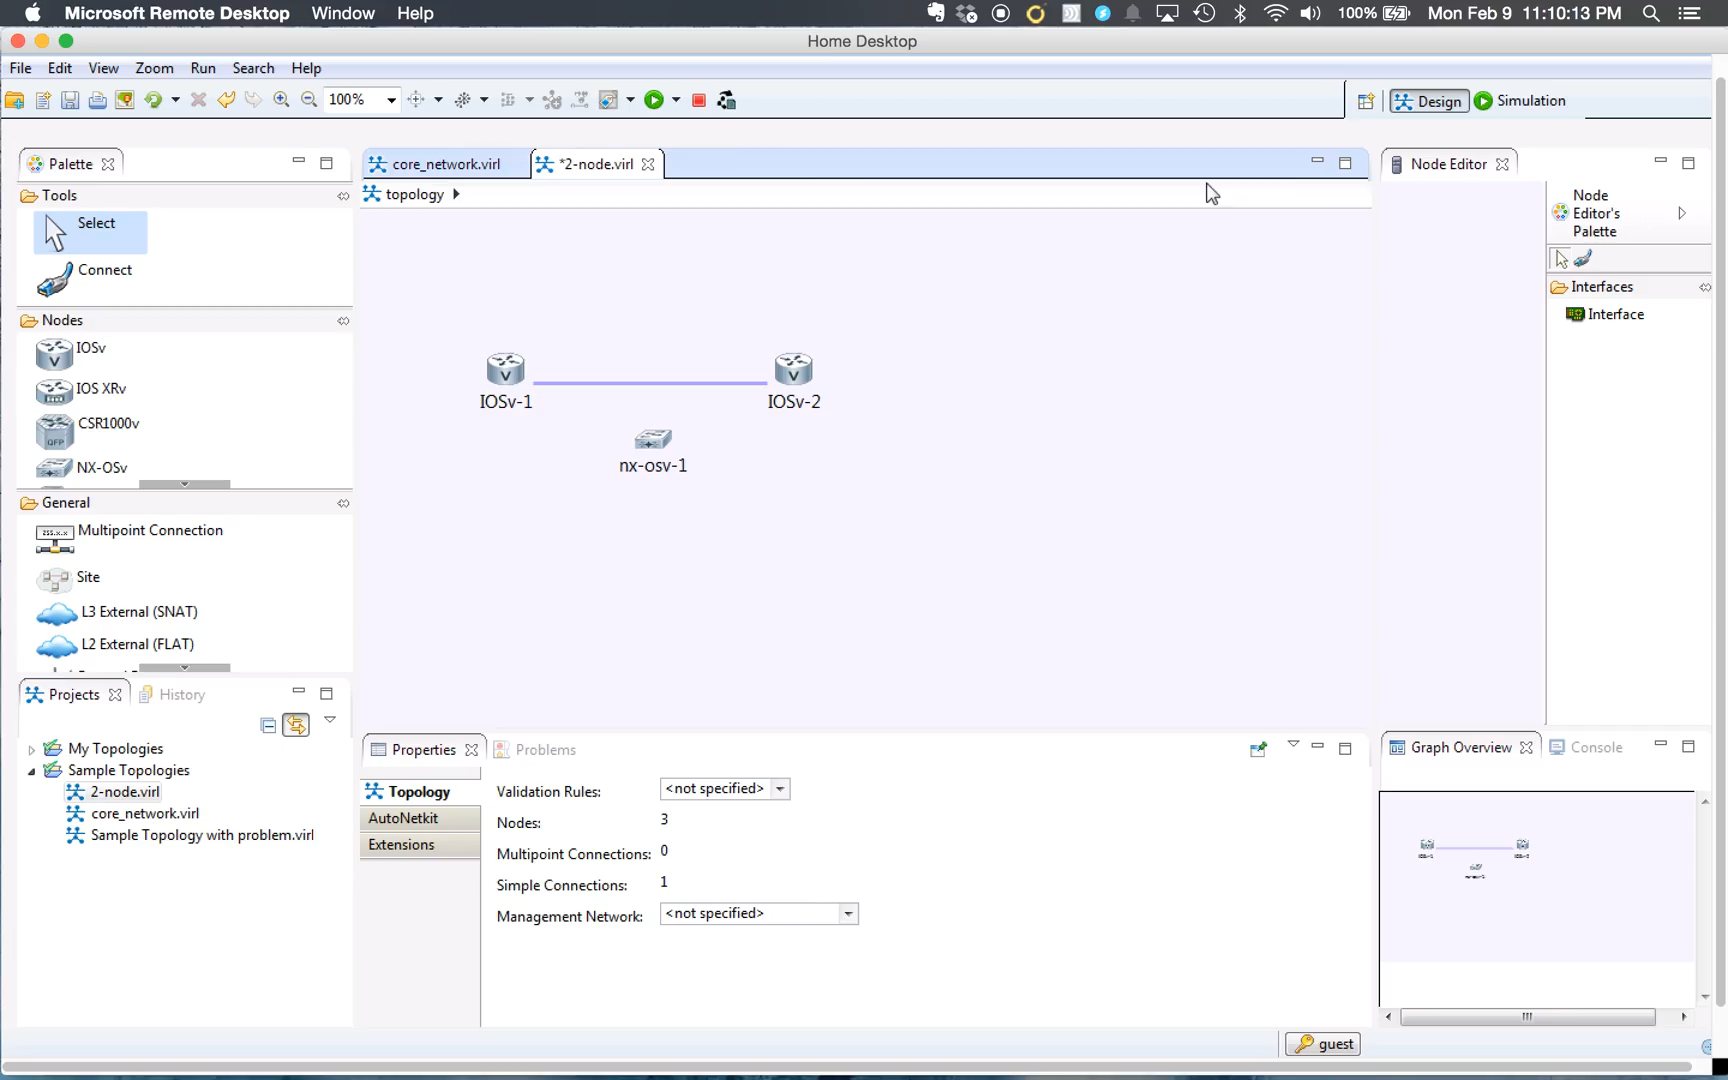 Microsoft Remote Desktop Window Help 100% Mon Feb 9 11:10:13 PM
Home Desktop
File Edit View Zoom Run Search Help
100% Design Simulation
Palette core_network.virl *2-node.virl Node Editor
Tools
topology
Select
Connect
Nodes
IOSv
IOS XRv
CSR1000v
QFP
NX-OSv
General
255.x.x
Multipoint Connection
Site
L3 External (SNAT)
L2 External (FLAT)
V
IOSv-1
V
IOSv-2
nx-osv-1
Node
Editor's
Palette
Interfaces
Interface
Projects History
My Topologies
Sample Topologies
2-node.virl
core_network.virl
Sample Topology with problem.virl
Properties Problems
Topology
AutoNetkit
Extensions
Validation Rules: <not specified>
Nodes: 3
Multipoint Connections: 0
Simple Connections: 1
Management Network: <not specified>
Graph Overview Console
guest